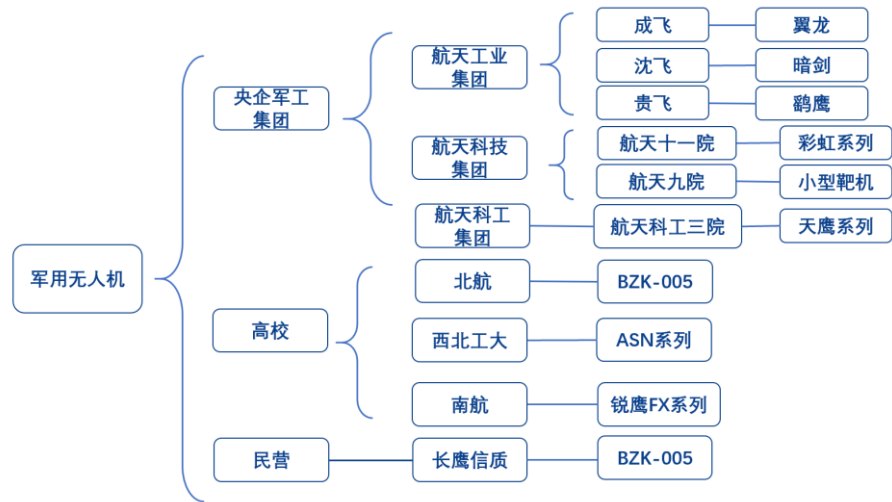 军用无人机
央企军工
集团
航天工业
集团
成飞
翼龙
沈飞
暗剑
贵飞
鹞鹰
航天科技
集团
航天十一院
彩虹系列
航天九院
小型靶机
航天科工
集团
航天科工三院
天鹰系列
高校
北航
BZK-005
西北工大
ASN系列
南航
锐鹰FX系列
民营
长鹰信质
BZK-005